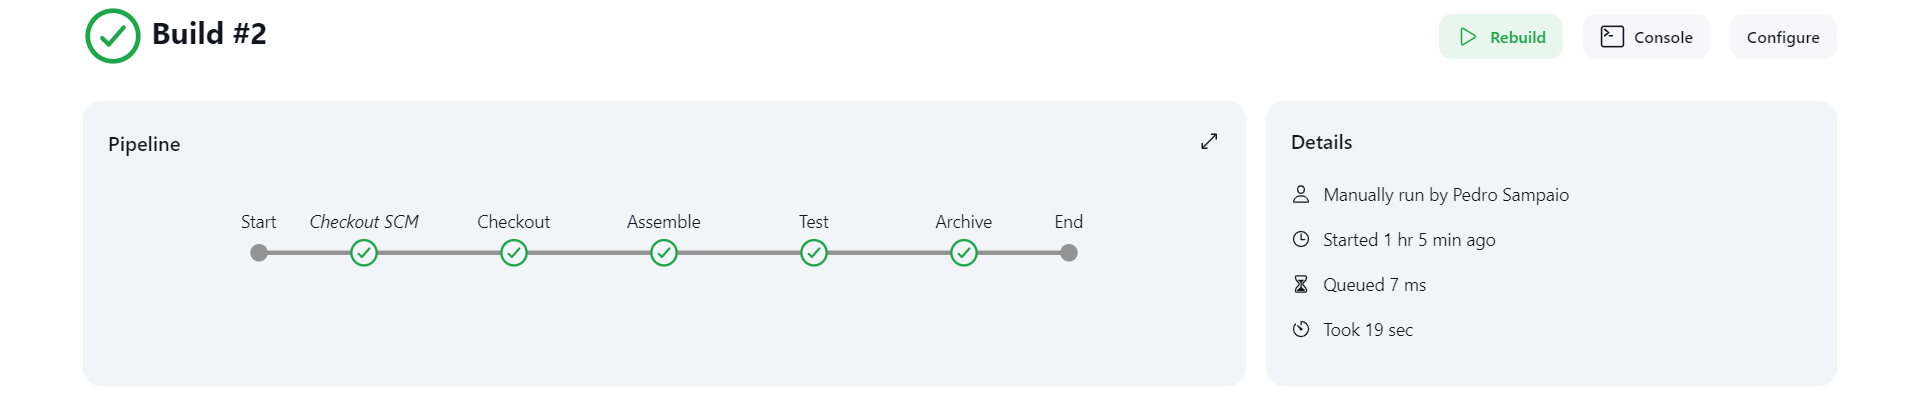 Build #2
Rebuild
Console
Configure
Pipeline
Start
Checkout SCM
Checkout
Assemble
Test
Archive
End
Details
Manually run by Pedro Sampaio
Started 1 hr 5 min ago
Queued 7 ms
Took 19 sec